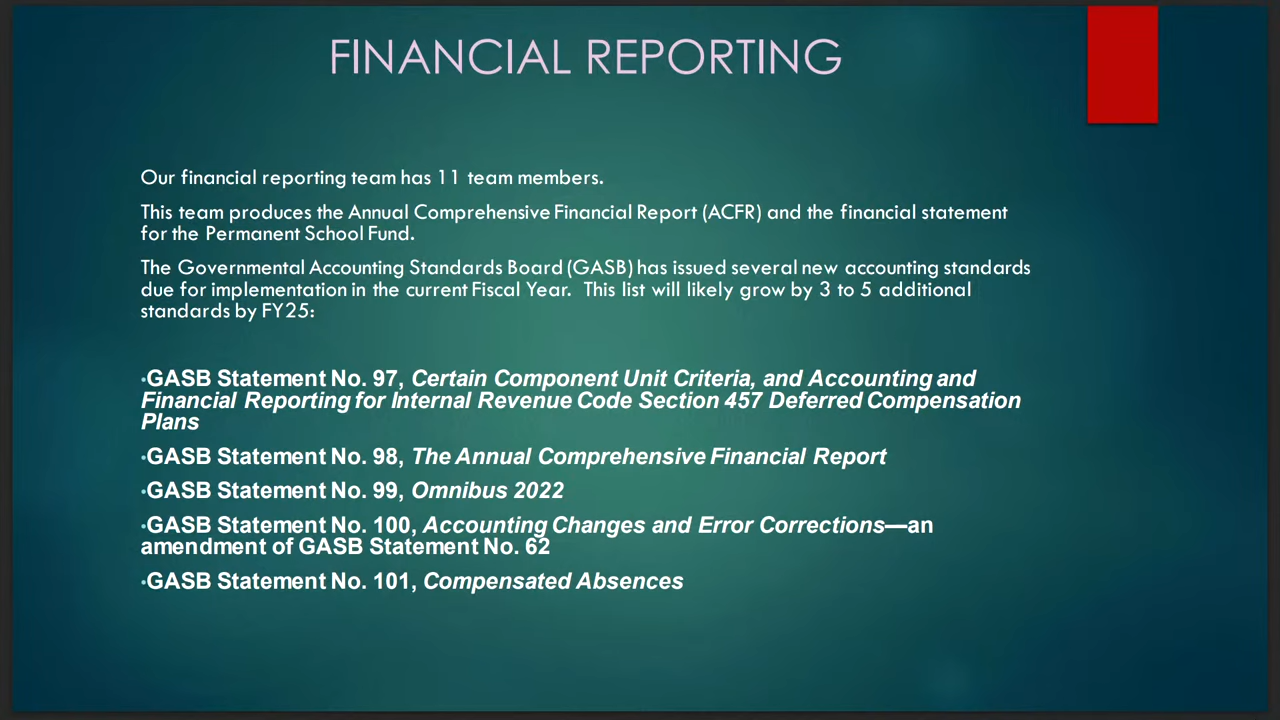 FINANCIAL REPORTING
Our financial reporting team has 11 team members.
This team produces the Annual Comprehensive Financial Report (ACFR) and the financial statement
for the Permanent School Fund.
The Governmental Accounting Standards Board (GASB) has issued several new accounting standards
due for implementation in the current Fiscal Year.  This list will likely grow by 3 to 5 additional
standards by FY25:
•GASB Statement No. 97, Certain Component Unit Criteria, and Accounting and
Financial Reporting for Internal Revenue Code Section 457 Deferred Compensation
Plans
•GASB Statement No. 98, The Annual Comprehensive Financial Report
•GASB Statement No. 99, Omnibus 2022
•GASB Statement No. 100, Accounting Changes and Error Corrections—an
amendment of GASB Statement No. 62
•GASB Statement No. 101, Compensated Absences